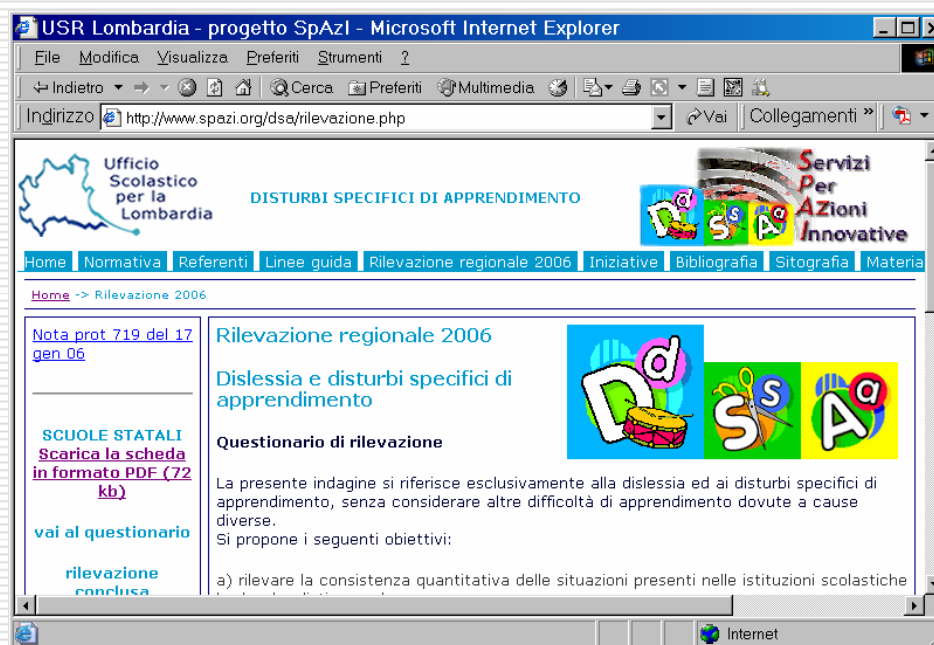 USR Lombardia - progetto SpAzI - Microsoft Internet Explorer
File Modifica Visualizza Preferiti Strumenti ?
Indietro Cerca Preferiti Multimedia
Indirizzo http://www.spazi.org/dsa/rilevazione.php Vai Collegamenti »
Ufficio
Scolastico
per la
Lombardia
DISTURBI SPECIFICI DI APPRENDIMENTO
Dd Ss Aa
Servizi
Per
AZioni
Innovative
Home Normativa Referenti Linee guida Rilevazione regionale 2006 Iniziative Bibliografia Sitografia Materia
Home -> Rilevazione 2006
Nota prot 719 del 17
gen 06
SCUOLE STATALI
Scarica la scheda
in formato PDF (72
kb)
vai al questionario
rilevazione
conclusa
Rilevazione regionale 2006
Dislessia e disturbi specifici di
apprendimento
Dd Ss Aa
Questionario di rilevazione
La presente indagine si riferisce esclusivamente alla dislessia ed ai disturbi specifici di
apprendimento, senza considerare altre difficoltà di apprendimento dovute a cause
diverse.
Si propone i seguenti obiettivi:
a) rilevare la consistenza quantitativa delle situazioni presenti nelle istituzioni scolastiche
Internet